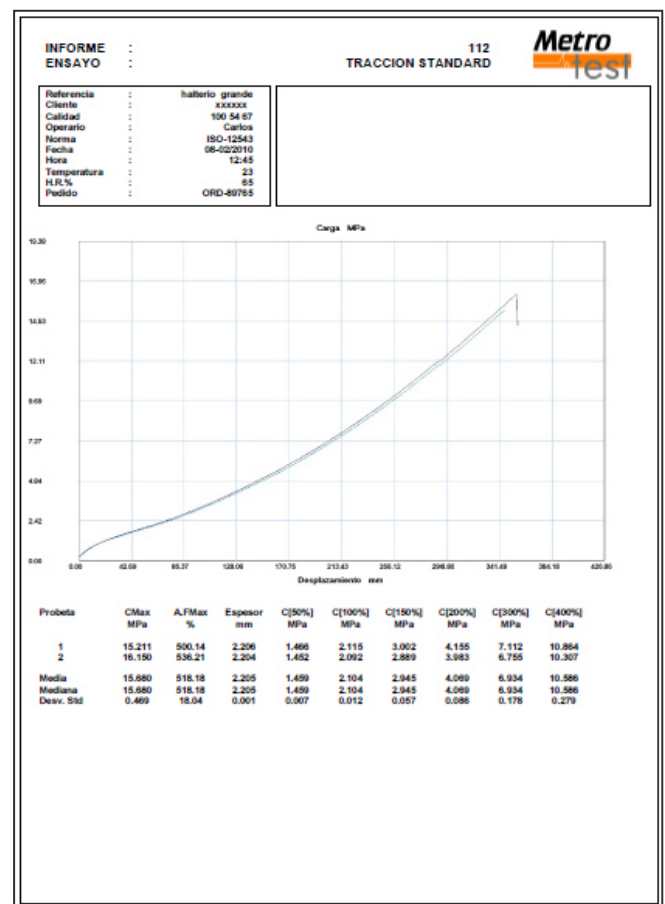 INFORME : 112
ENSAYO : TRACCION STANDARD
Metro
test
Referencia : halterio grande
Cliente : xxxxxx
Calidad : 100 54 67
Operario : Carlos
Norma : ISO-12543
Fecha : 08-02/2010
Hora : 12:45
Temperatura : 23
H.R.% : 65
Pedido : ORD-89765
Carga MPa
19.38
16.96
14.53
12.11
9.69
7.27
4.84
2.42
0.00
0.00 42.69 85.37 128.06 170.75 213.43 256.12 298.80 341.49 384.18 426.86
Desplazamiento mm
Probeta CMax A.FMax Espesor C[50%] C[100%] C[150%] C[200%] C[300%] C[400%]
MPa % mm MPa MPa MPa MPa MPa MPa
1 15.211 500.14 2.206 1.466 2.115 3.002 4.155 7.112 10.864
2 16.150 536.21 2.204 1.452 2.092 2.889 3.983 6.755 10.307
Media 15.680 518.18 2.205 1.459 2.104 2.945 4.069 6.934 10.586
Mediana 15.680 518.18 2.205 1.459 2.104 2.945 4.069 6.934 10.586
Desv. Std 0.469 18.04 0.001 0.007 0.012 0.057 0.086 0.178 0.279